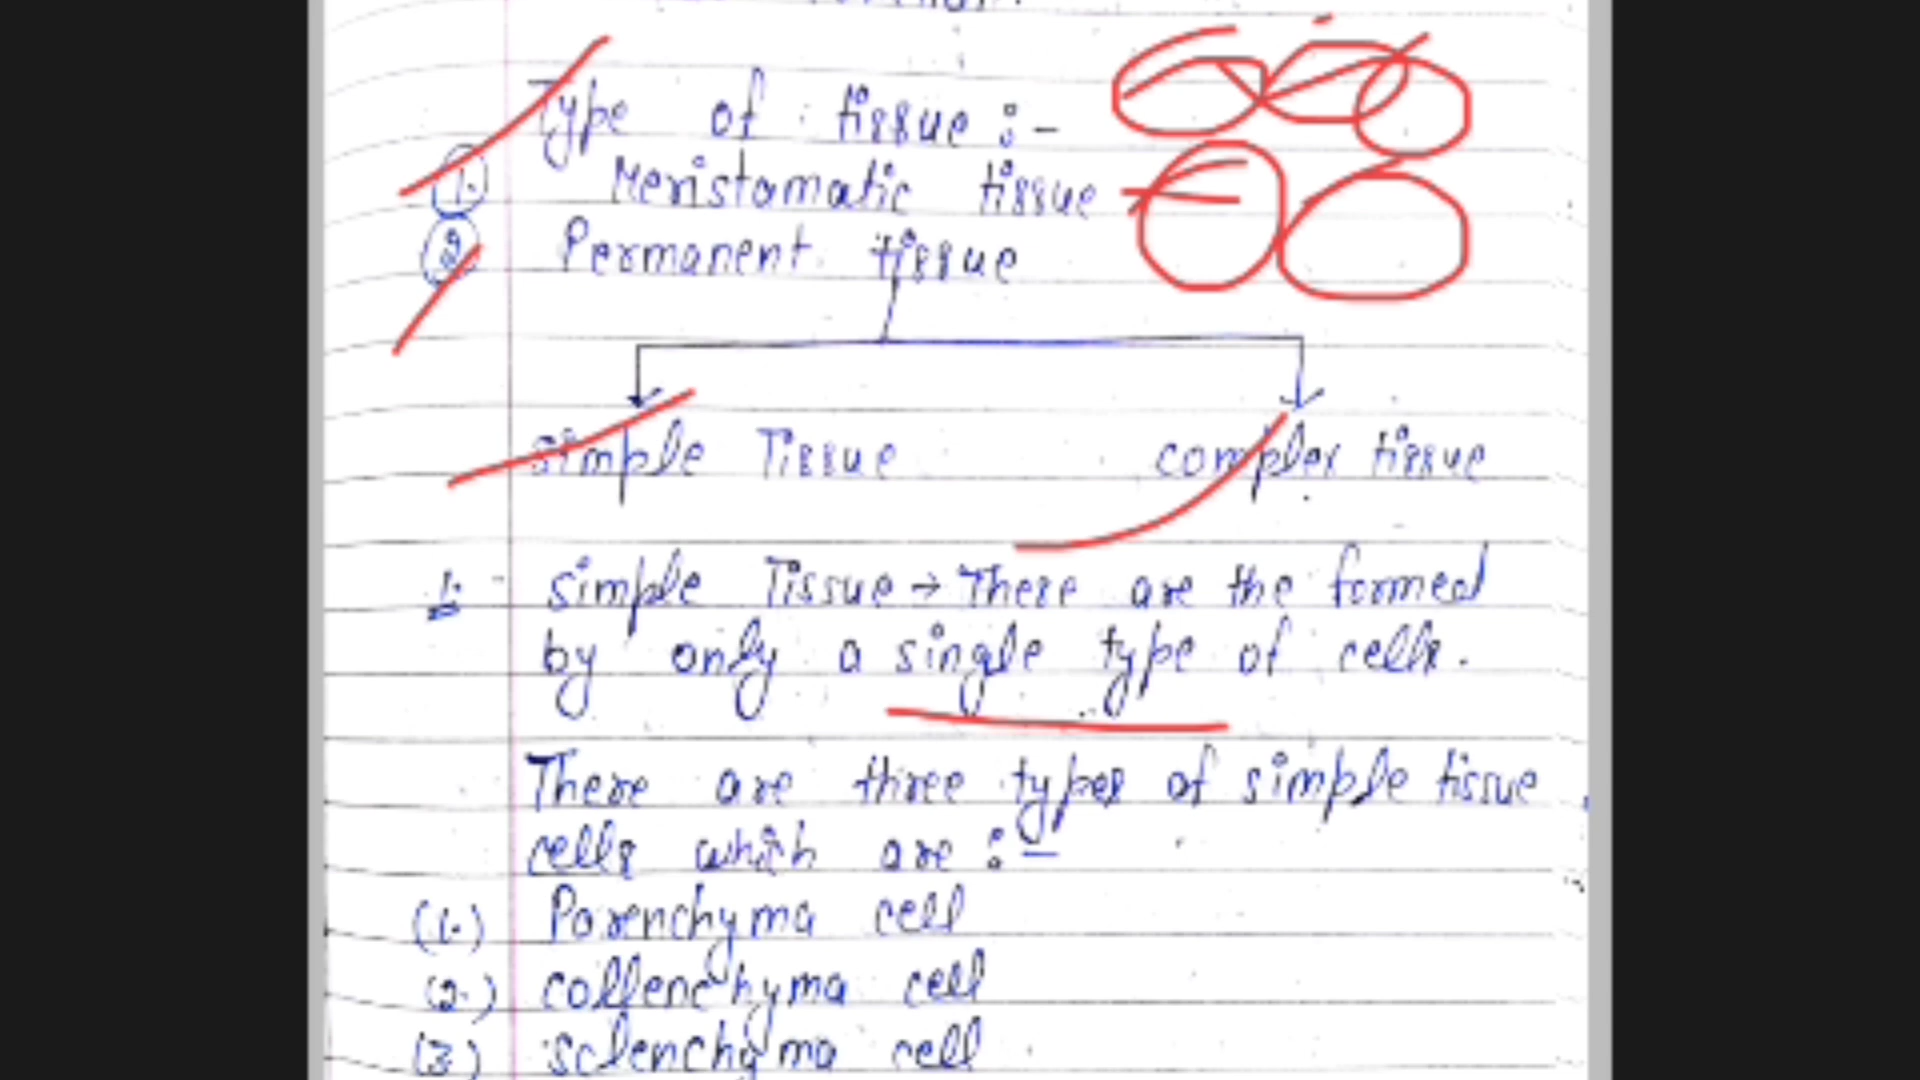 Type of tissue :-
1. Meristamatic tissue
2 Permanent tissue
simple Tissue complex tissue
1. simple Tissue → These are the formed
by only a single type of cells.
There are three types of simple tissue
cells which are :-
(1.) Parenchyma cell
(2.) collenchyma cell
(3) sclenchyma cell